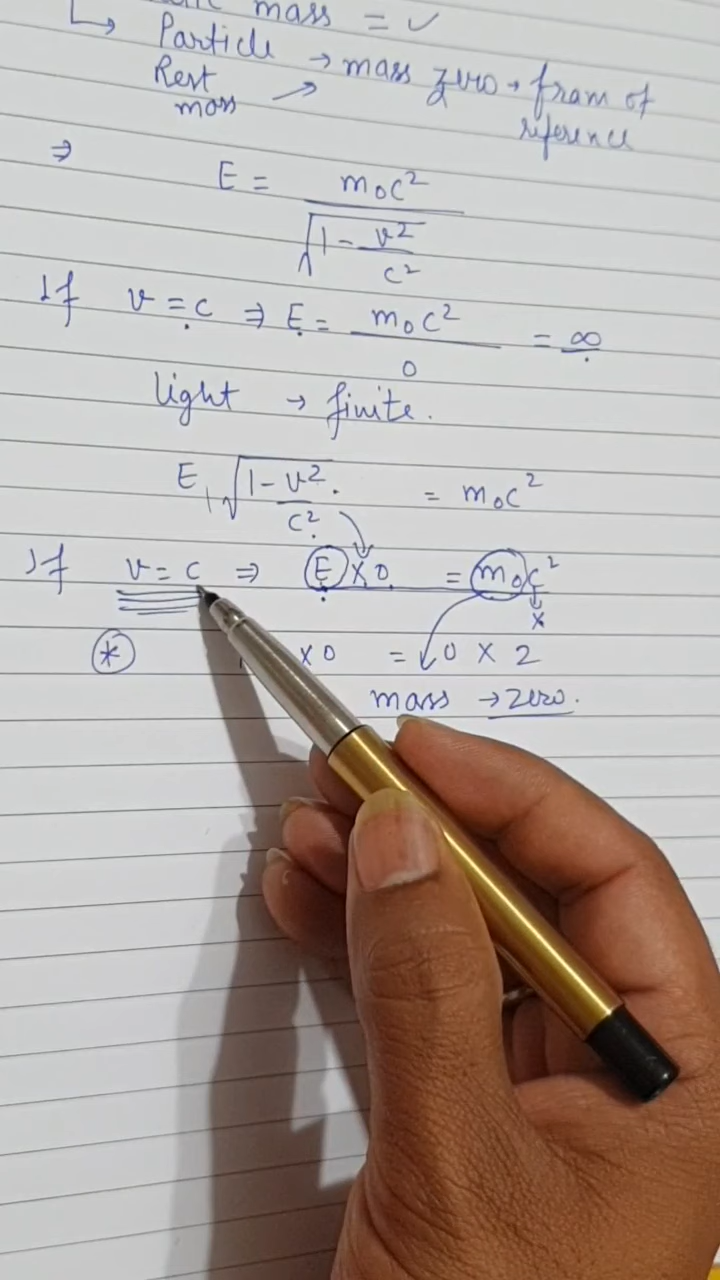 mass = ✓
↳ Particle → mass zero → fram of
Rest mass ↗ reference
⇒ E = m₀c² / √(1 - v²/c²)
If v = c ⇒ E = m₀c² / 0 = ∞
light → finite.
E √(1 - v²/c²) = m₀c²
If v = c ⇒ E × 0 = m₀c²
x
* × 0 = 0 × 2
mass → zero.